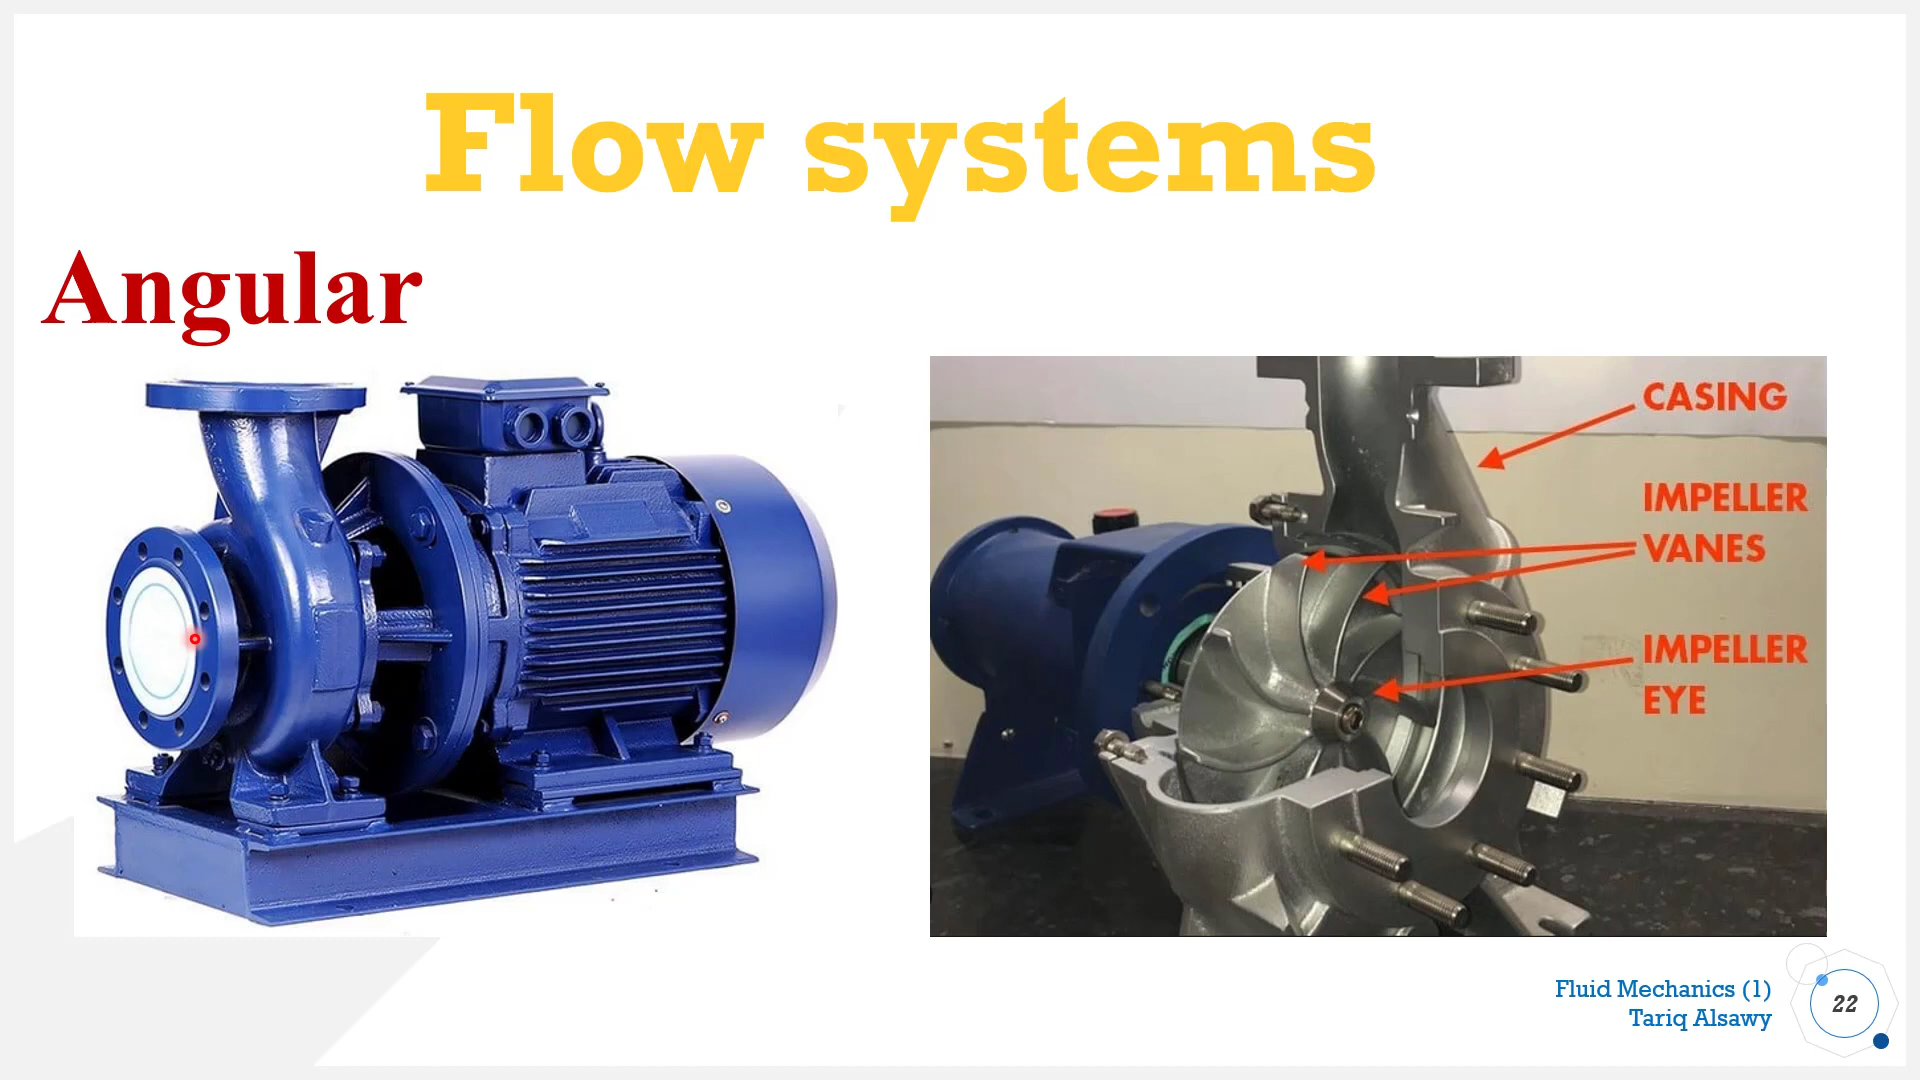 Flow systems
Angular
CASING
IMPELLER
VANES
IMPELLER
EYE
Fluid Mechanics (1)
Tariq Alsawy
22